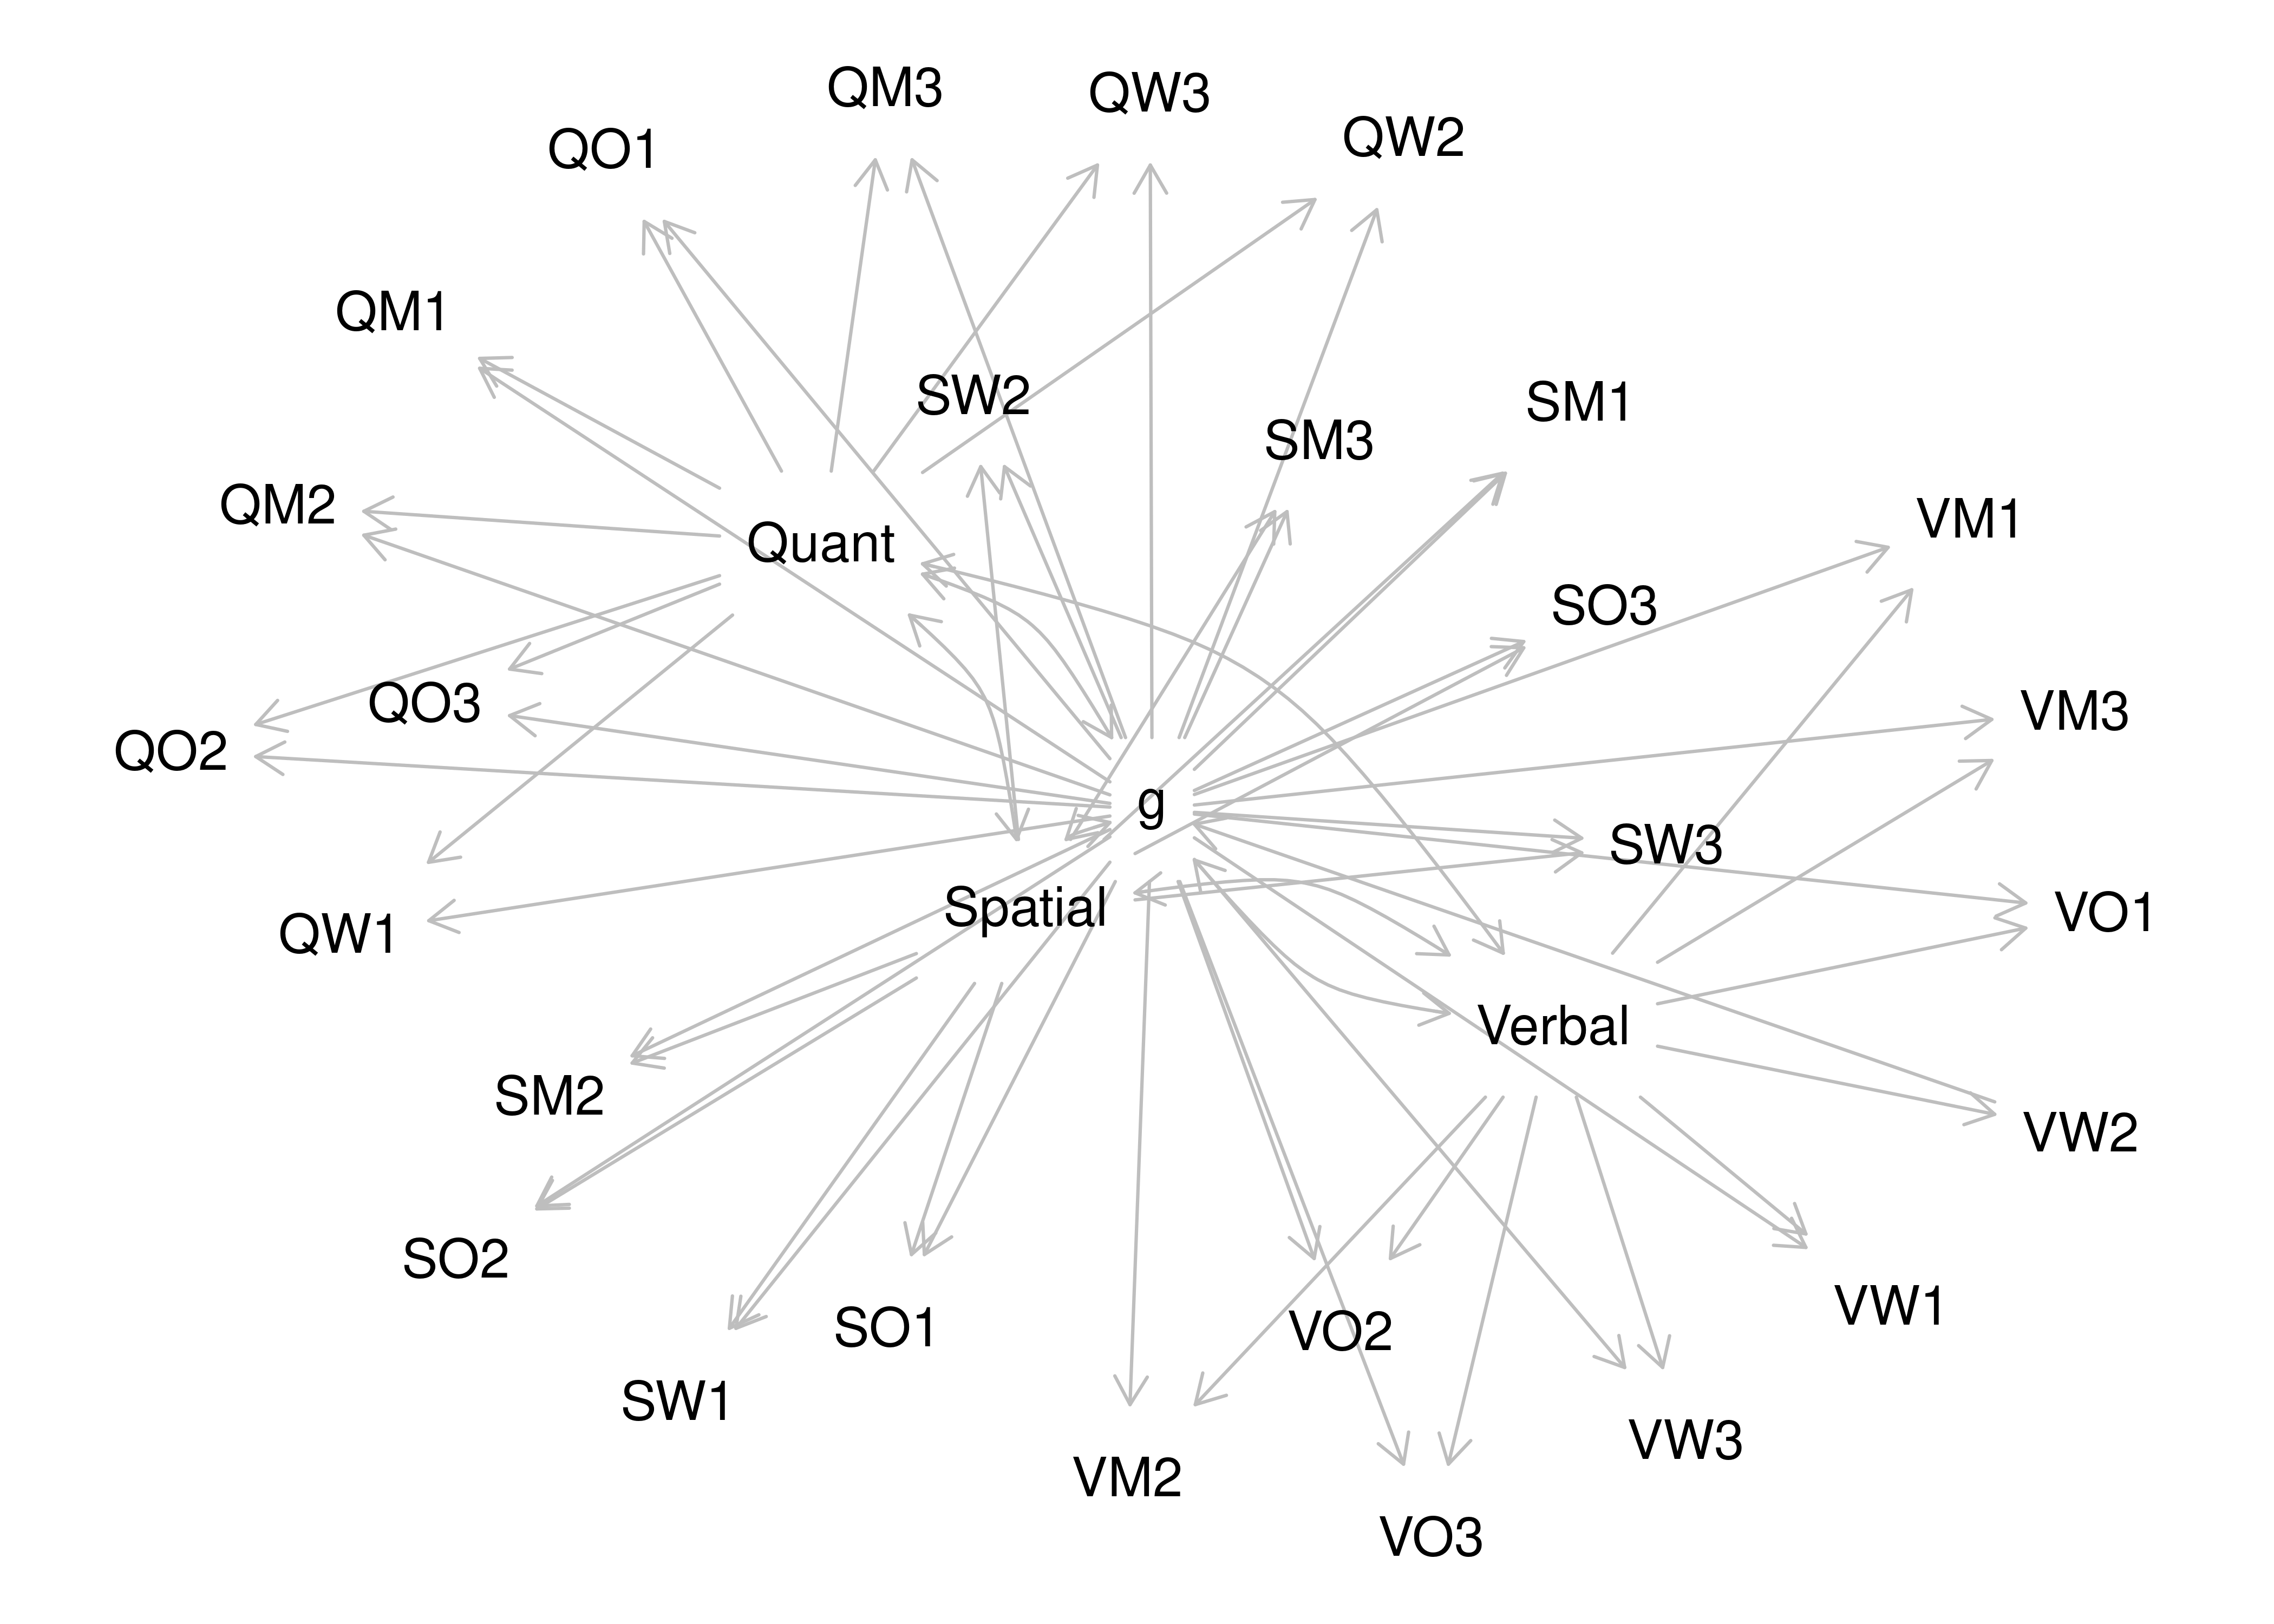 QM3
QW3
QW2
QO1
QM1
SW2
SM1
SM3
QM2
VM1
Quant
SO3
QO3
VM3
QO2
g
SW3
Spatial
VO1
QW1
Verbal
SM2
VW2
SO2
VW1
SO1
VO2
SW1
VW3
VM2
VO3